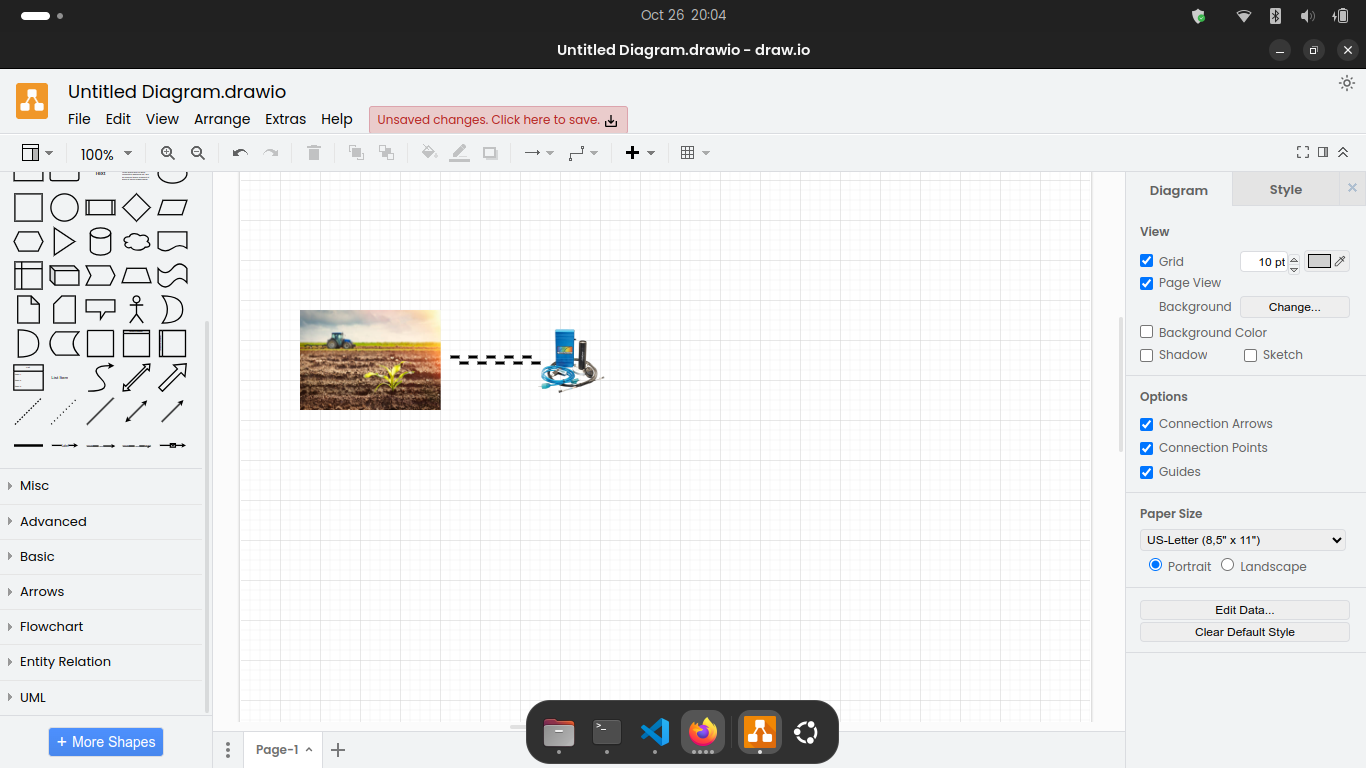 Oct 26 20:04
Untitled Diagram.drawio - draw.io
Untitled Diagram.drawio
File Edit View Arrange Extras Help
Unsaved changes. Click here to save.
100%
Text
List Item
Misc
Advanced
Basic
Arrows
Flowchart
Entity Relation
UML
+ More Shapes
Page-1
Diagram Style
View
Grid 10 pt
Page View
Background Change...
Background Color
Shadow Sketch
Options
Connection Arrows
Connection Points
Guides
Paper Size
US-Letter (8,5" x 11")
Portrait Landscape
Edit Data...
Clear Default Style